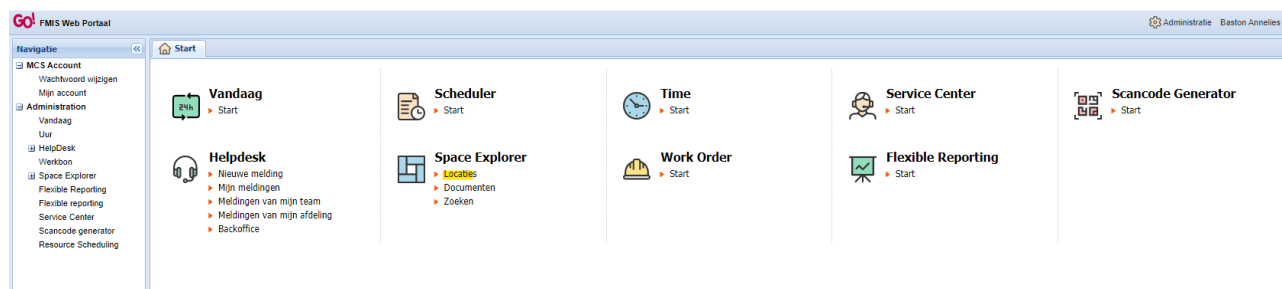 GO! FMIS Web Portaal
Administratie Baston Annelies
Navigatie
MCS Account
Wachtwoord wijzigen
Mijn account
Administration
Vandaag
Uur
HelpDesk
Werkbon
Space Explorer
Flexible Reporting
Flexible reporting
Service Center
Scancode generator
Resource Scheduling
Start
Vandaag
24h
Start
Scheduler
Start
Time
Start
Service Center
Start
Scancode Generator
Start
Helpdesk
Nieuwe melding
Mijn meldingen
Meldingen van mijn team
Meldingen van mijn afdeling
Backoffice
Space Explorer
Locaties
Documenten
Zoeken
Work Order
Start
Flexible Reporting
Start